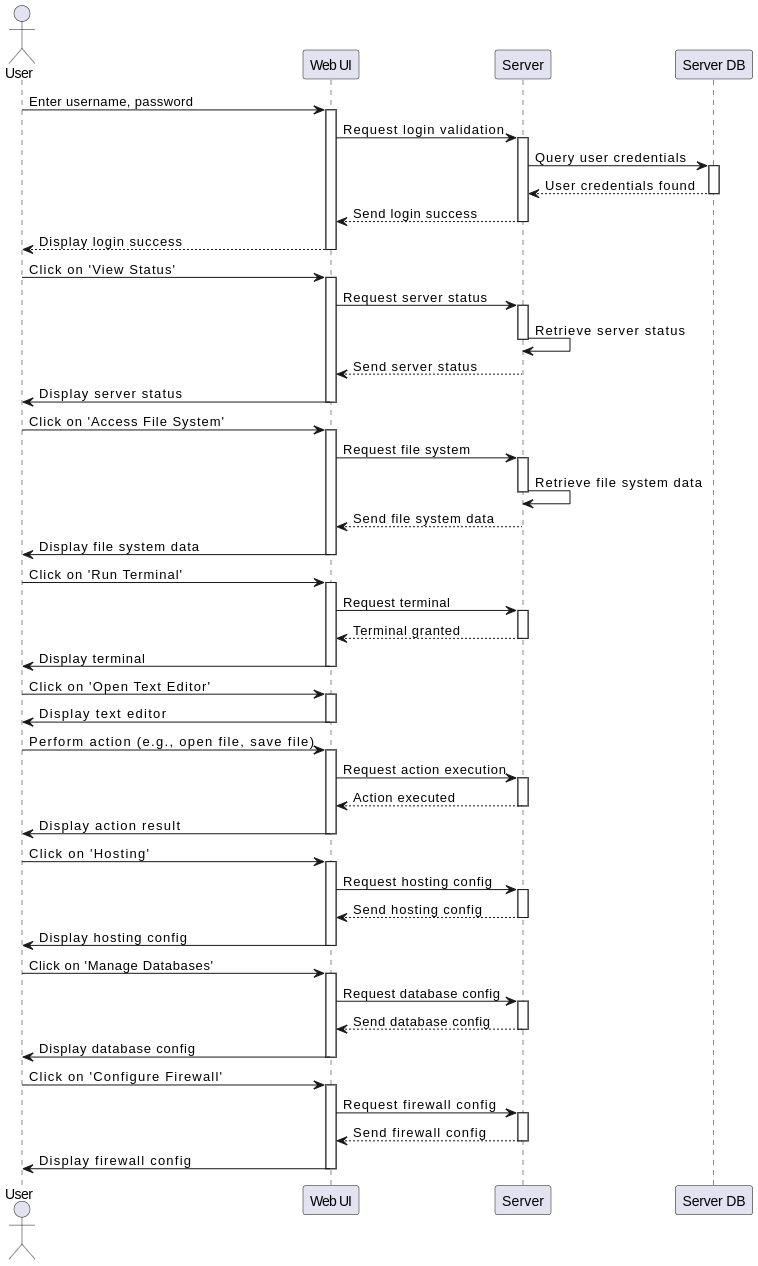 User
Web UI
Server
Server DB
Enter username, password
Request login validation
Query user credentials
User credentials found
Send login success
Display login success
Click on 'View Status'
Request server status
Retrieve server status
Send server status
Display server status
Click on 'Access File System'
Request file system
Retrieve file system data
Send file system data
Display file system data
Click on 'Run Terminal'
Request terminal
Terminal granted
Display terminal
Click on 'Open Text Editor'
Display text editor
Perform action (e.g., open file, save file)
Request action execution
Action executed
Display action result
Click on 'Hosting'
Request hosting config
Send hosting config
Display hosting config
Click on 'Manage Databases'
Request database config
Send database config
Display database config
Click on 'Configure Firewall'
Request firewall config
Send firewall config
Display firewall config
User
Web UI
Server
Server DB